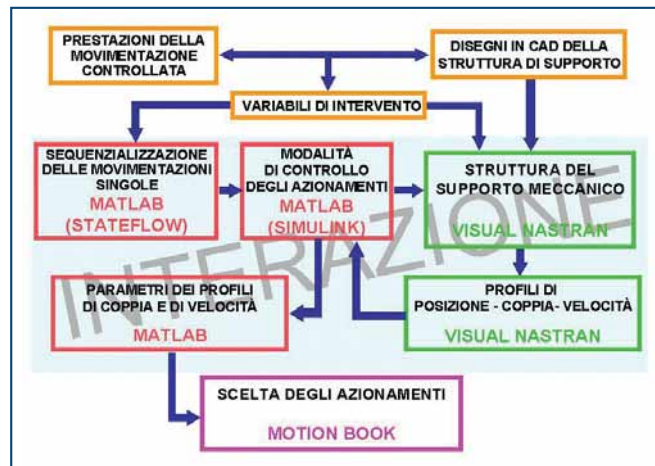 PRESTAZIONI DELLA
MOVIMENTAZIONE
CONTROLLATA
DISEGNI IN CAD DELLA
STRUTTURA DI SUPPORTO
VARIABILI DI INTERVENTO
SEQUENZIALIZZAZIONE
DELLE MOVIMENTAZIONI
SINGOLE
MATLAB
(STATEFLOW)
MODALITÀ
DI CONTROLLO
DEGLI AZIONAMENTI
MATLAB
(SIMULINK)
STRUTTURA DEL
SUPPORTO MECCANICO
VISUAL NASTRAN
INTERAZIONE
PARAMETRI DEI PROFILI
DI COPPIA E DI VELOCITÀ
MATLAB
PROFILI DI
POSIZIONE - COPPIA- VELOCITÀ
VISUAL NASTRAN
SCELTA DEGLI AZIONAMENTI
MOTION BOOK